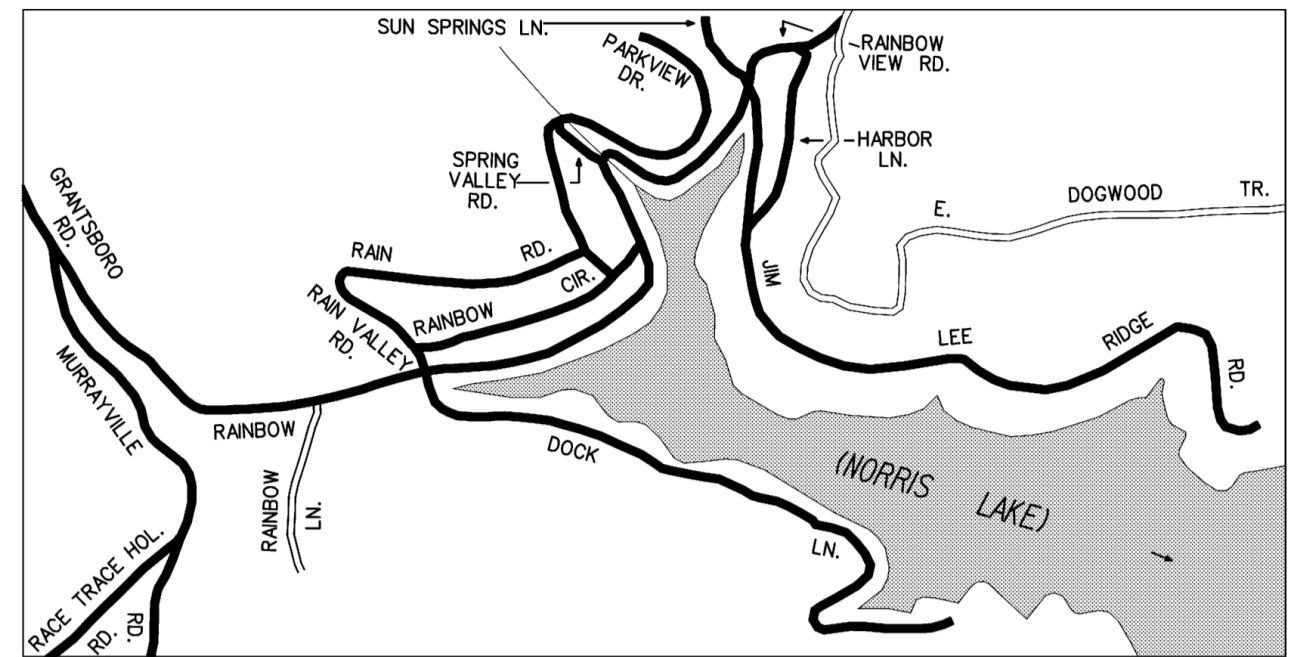 SUN SPRINGS LN.
PARKVIEW
DR.
RAINBOW
VIEW RD.
HARBOR
LN.
SPRING
VALLEY
RD.
DOGWOOD TR.
E.
GRANTSBORO
RD.
RAIN RD.
CIR.
RAINBOW
RAIN VALLEY
RD.
JIM
LEE
RIDGE
RD.
MURRAYVILLE
RAINBOW
DOCK
RAINBOW
LN.
(NORRIS LAKE)
LN.
RACE TRACE HOL.
RD.
RD.